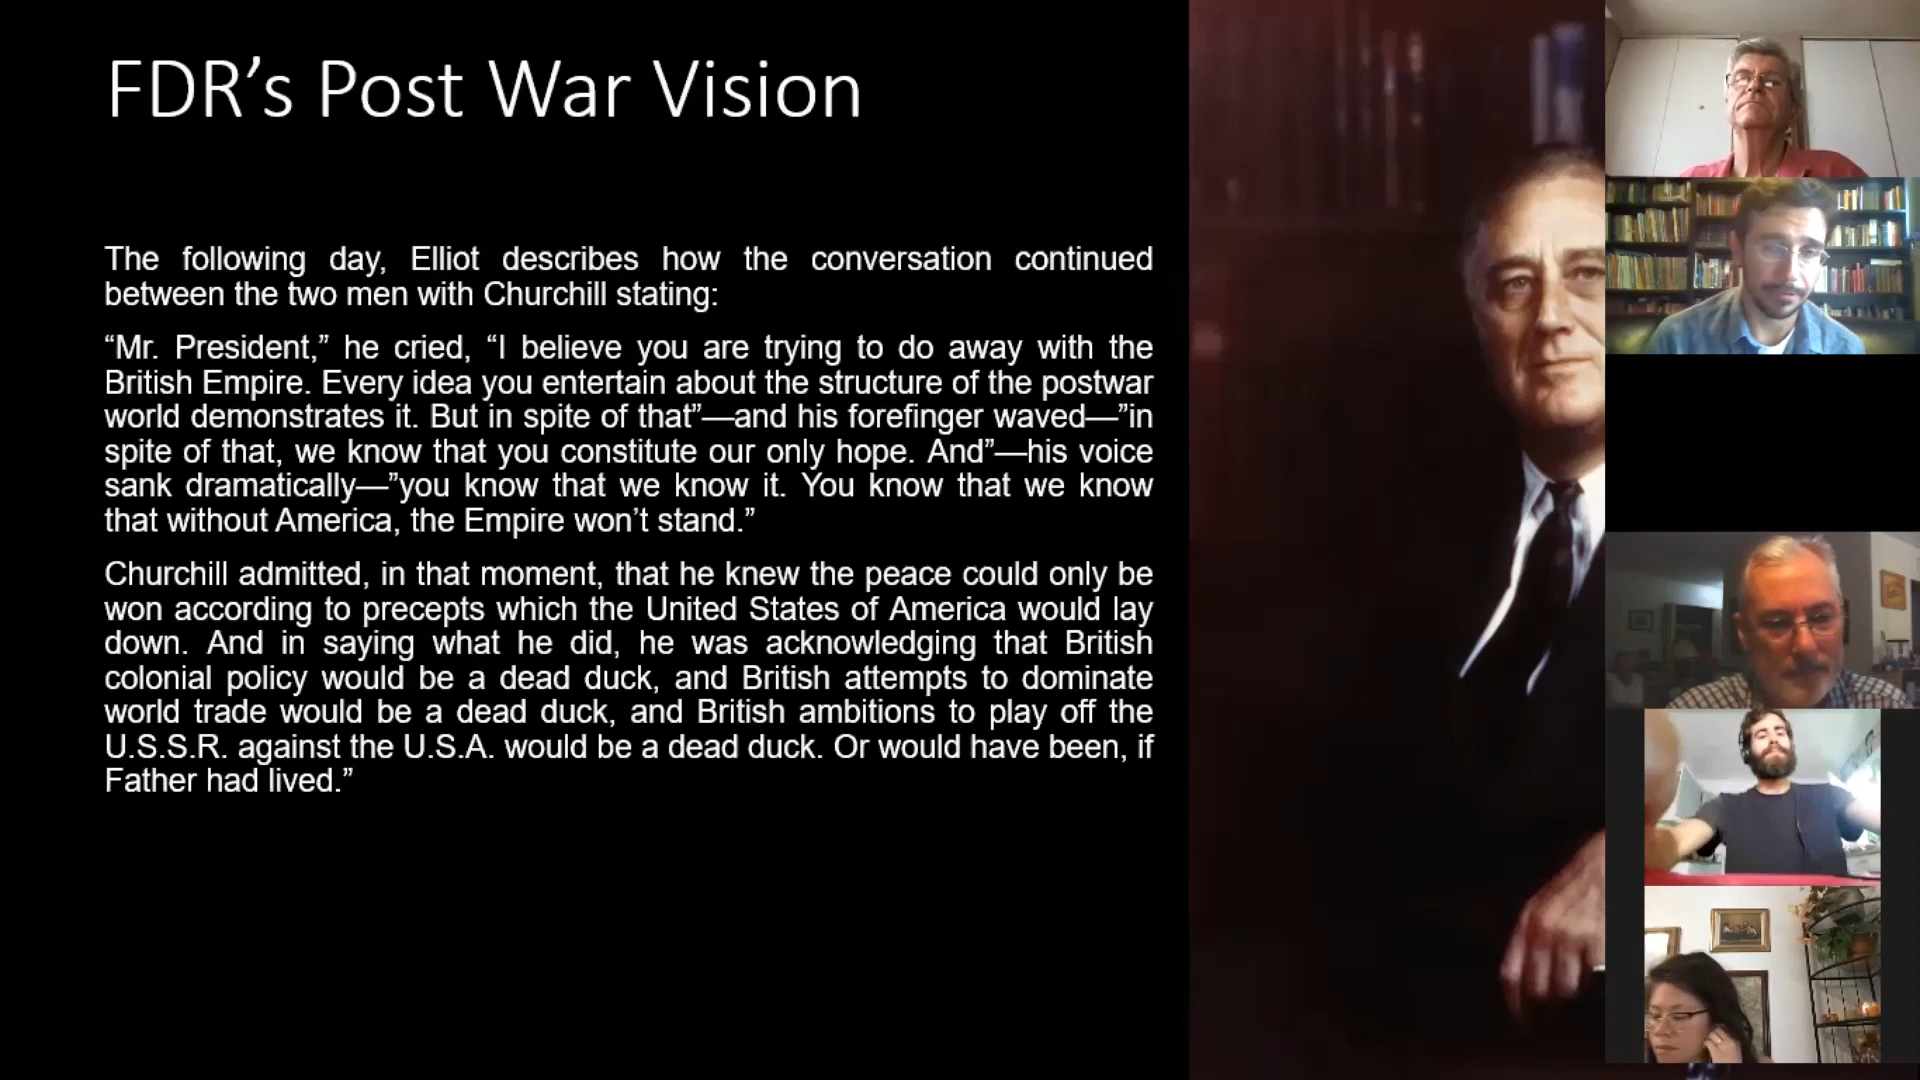 FDR’s Post War Vision
The following day, Elliot describes how the conversation continued
between the two men with Churchill stating:
“Mr. President,” he cried, “I believe you are trying to do away with the
British Empire. Every idea you entertain about the structure of the postwar
world demonstrates it. But in spite of that”—and his forefinger waved—”in
spite of that, we know that you constitute our only hope. And”—his voice
sank dramatically—”you know that we know it. You know that we know
that without America, the Empire won’t stand.”
Churchill admitted, in that moment, that he knew the peace could only be
won according to precepts which the United States of America would lay
down. And in saying what he did, he was acknowledging that British
colonial policy would be a dead duck, and British attempts to dominate
world trade would be a dead duck, and British ambitions to play off the
U.S.S.R. against the U.S.A. would be a dead duck. Or would have been, if
Father had lived.”